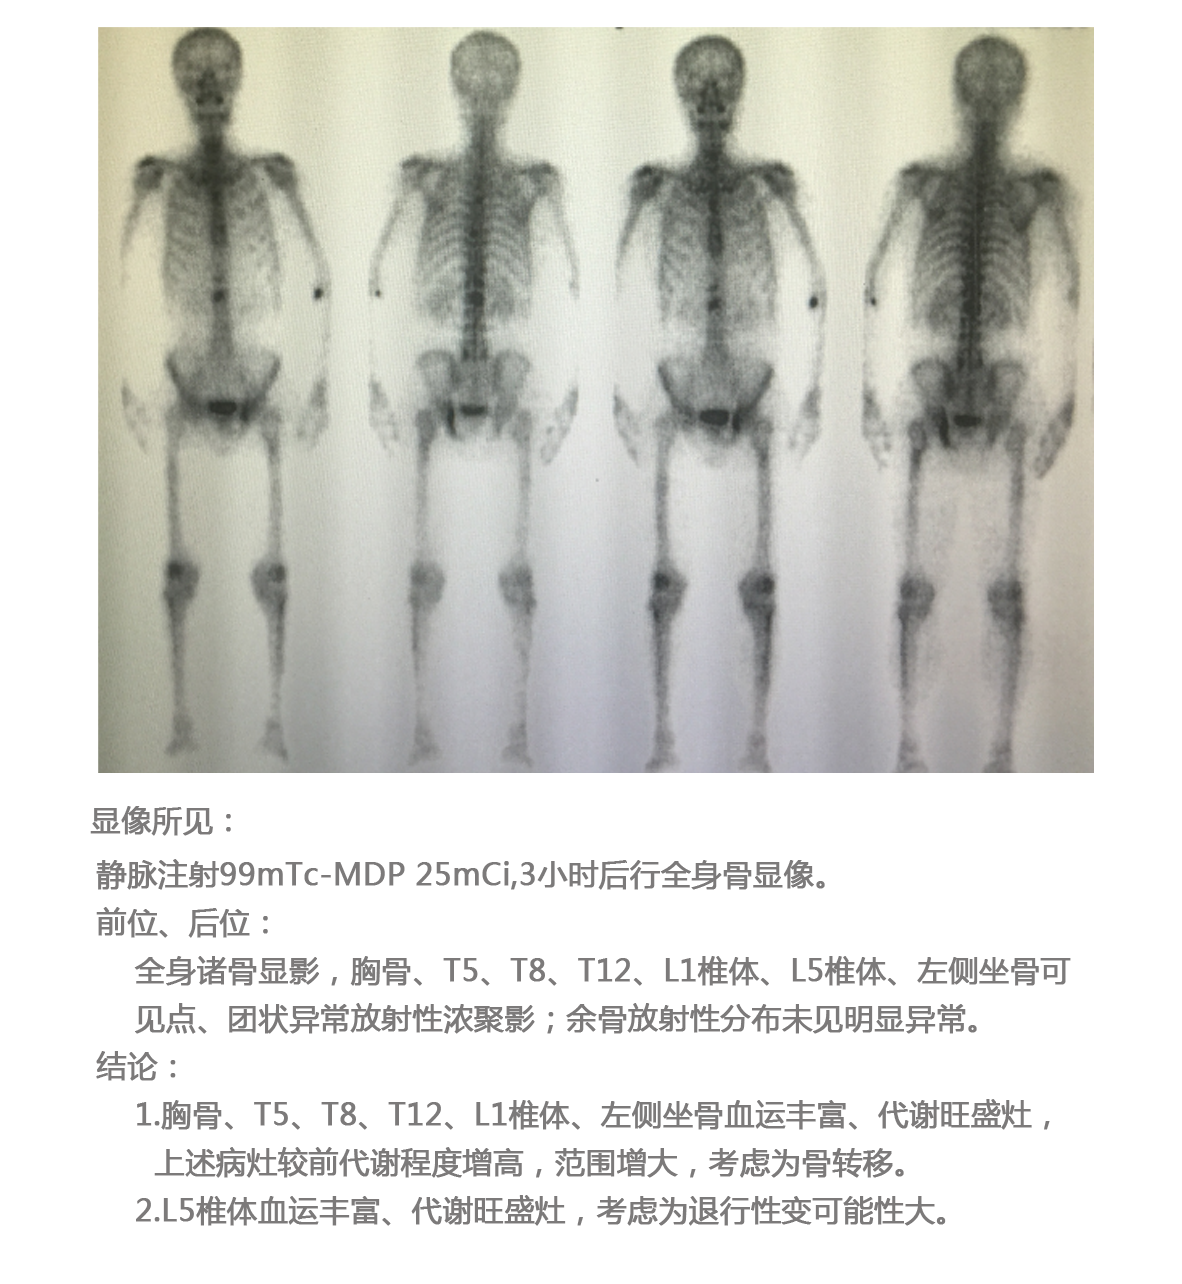 显像所见：
静脉注射99mTc-MDP 25mCi,3小时后行全身骨显像。
前位、后位：
全身诸骨显影，胸骨、T5、T8、T12、L1椎体、L5椎体、左侧坐骨可
见点、团状异常放射性浓聚影；余骨放射性分布未见明显异常。
结论：
1.胸骨、T5、T8、T12、L1椎体、左侧坐骨血运丰富、代谢旺盛灶，
上述病灶较前代谢程度增高，范围增大，考虑为骨转移。
2.L5椎体血运丰富、代谢旺盛灶，考虑为退行性变可能性大。